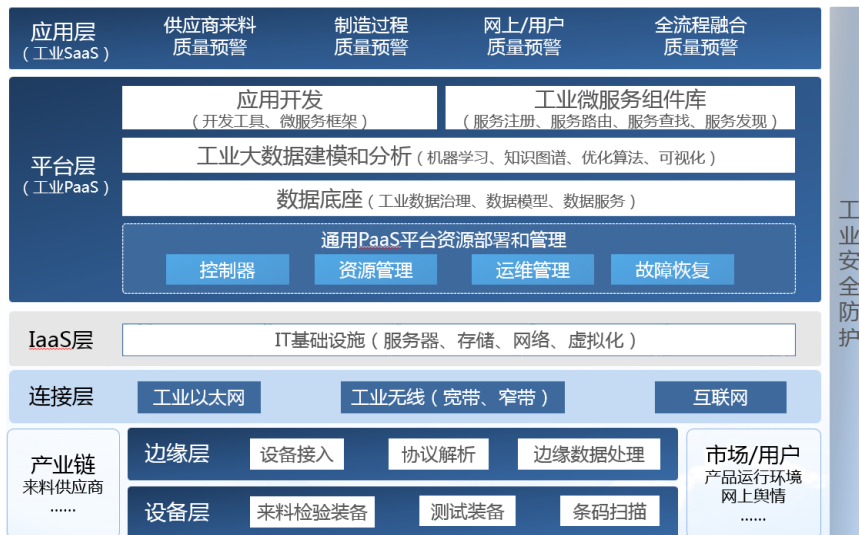 应用层
（工业SaaS）
供应商来料
质量预警
制造过程
质量预警
网上/用户
质量预警
全流程融合
质量预警
平台层
（工业PaaS）
应用开发
（开发工具、微服务框架）
工业微服务组件库
（服务注册、服务路由、服务查找、服务发现）
工业大数据建模和分析（机器学习、知识图谱、优化算法、可视化）
数据底座（工业数据治理、数据模型、数据服务）
通用PaaS平台资源部署和管理
控制器 资源管理 运维管理 故障恢复
IaaS层
IT基础设施（服务器、存储、网络、虚拟化）
连接层
工业以太网 工业无线（宽带、窄带） 互联网
产业链
来料供应商
……
边缘层
设备接入 协议解析 边缘数据处理
设备层
来料检验装备 测试装备 条码扫描
市场/用户
产品运行环境
网上舆情
……
工业安全防护